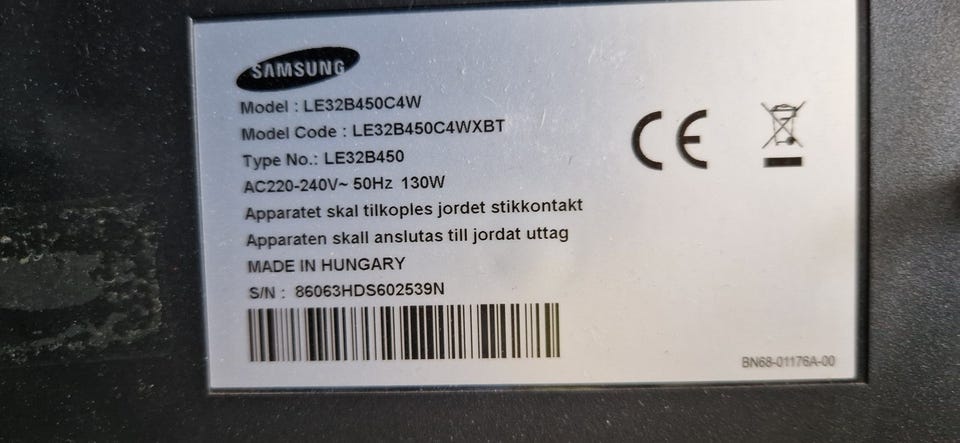 SAMSUNG
Model : LE32B450C4W
Model Code : LE32B450C4WXBT
Type No.: LE32B450
AC220-240V~ 50Hz 130W
Apparatet skal tilkoples jordet stikkontakt
Apparaten skall anslutas till jordat uttag
MADE IN HUNGARY
S/N : 86063HDS602539N
CE
BN68-01176A-00